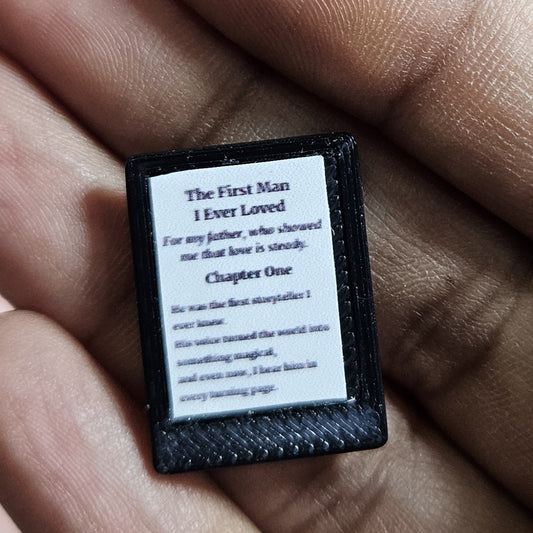 The First Man
I Ever Loved
For my father, who showed
me that love is steady.
Chapter One
He was the first storyteller I
ever knew.
His voice turned the world into
something magical,
and even now, I hear him in
every turning page.